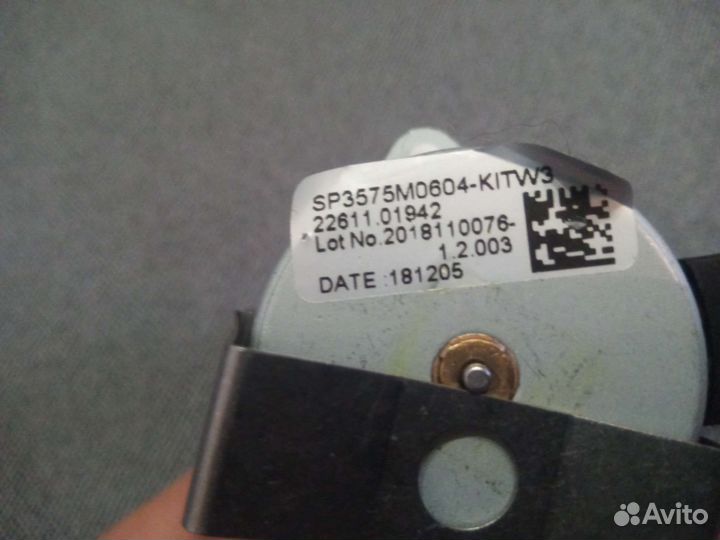 SP3575M0604-KITW3
22611.01942
Lot No.2018110076-
1.2.003
DATE :181205
Avito